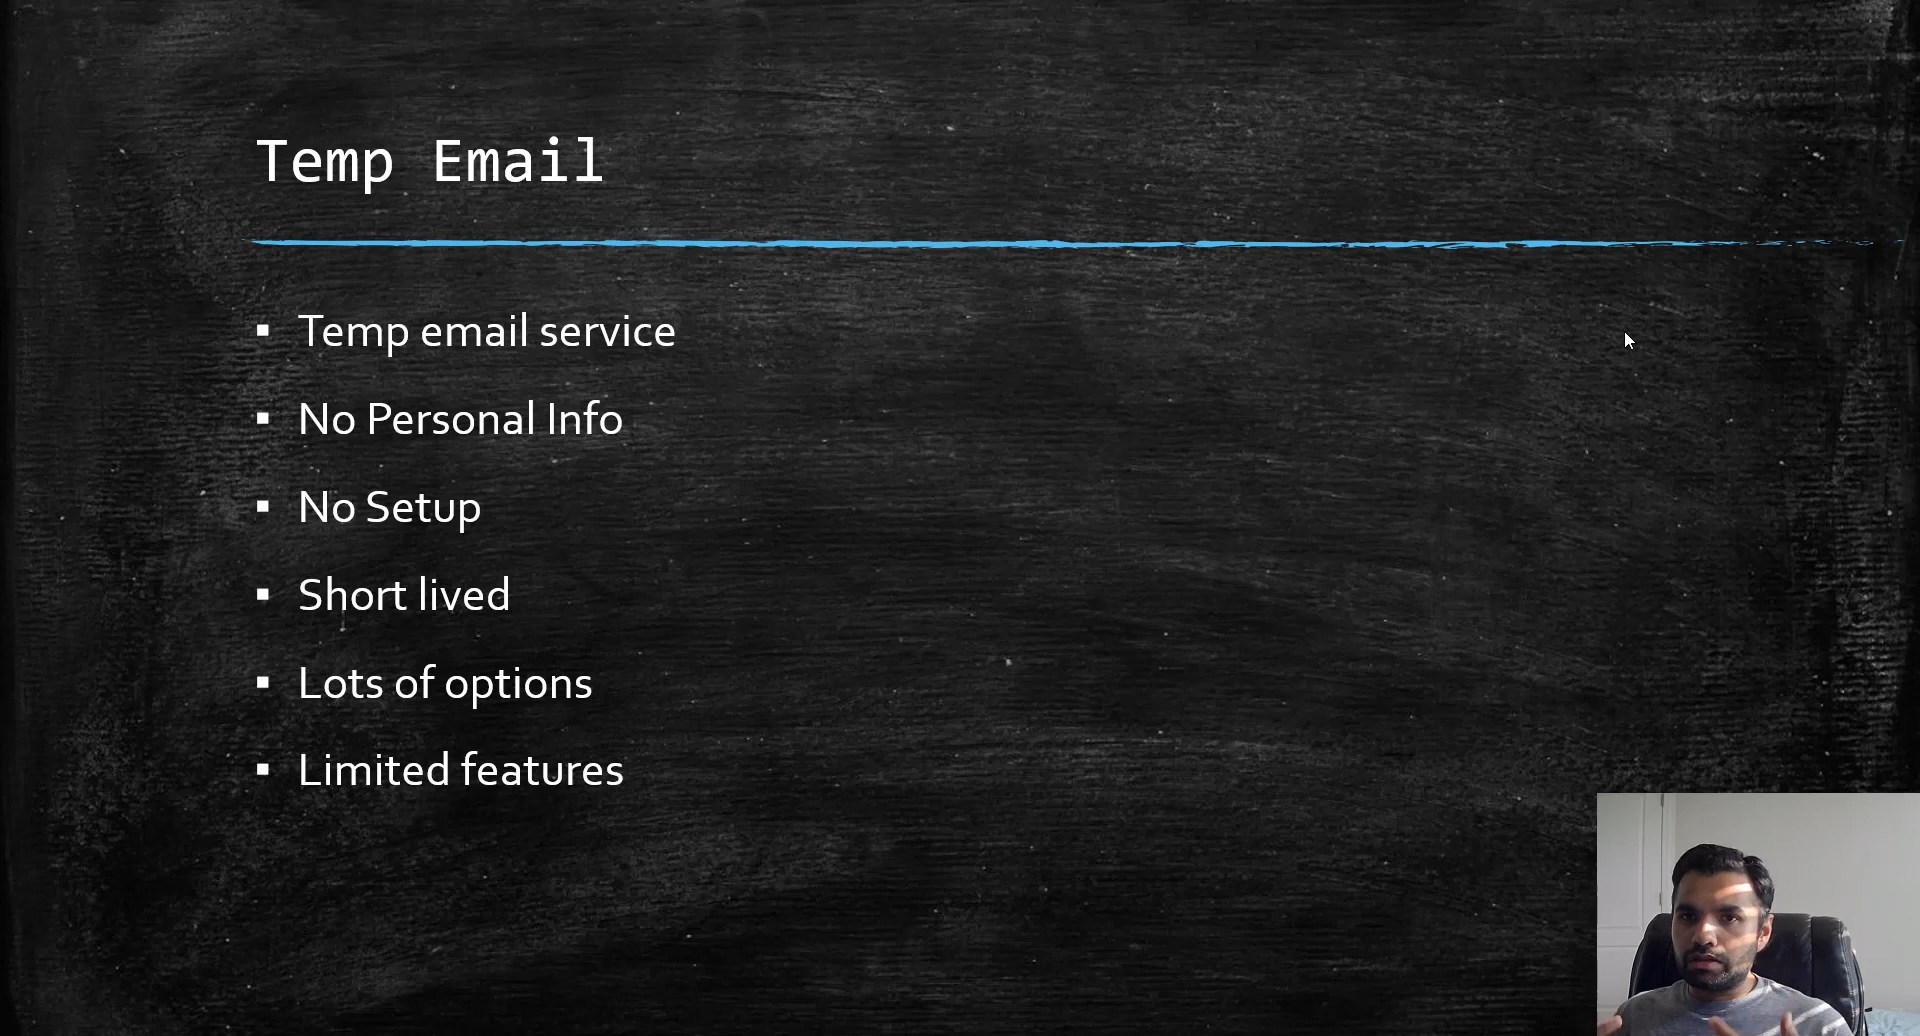 Temp Email
Temp email service
No Personal Info
No Setup
Short lived
Lots of options
Limited features